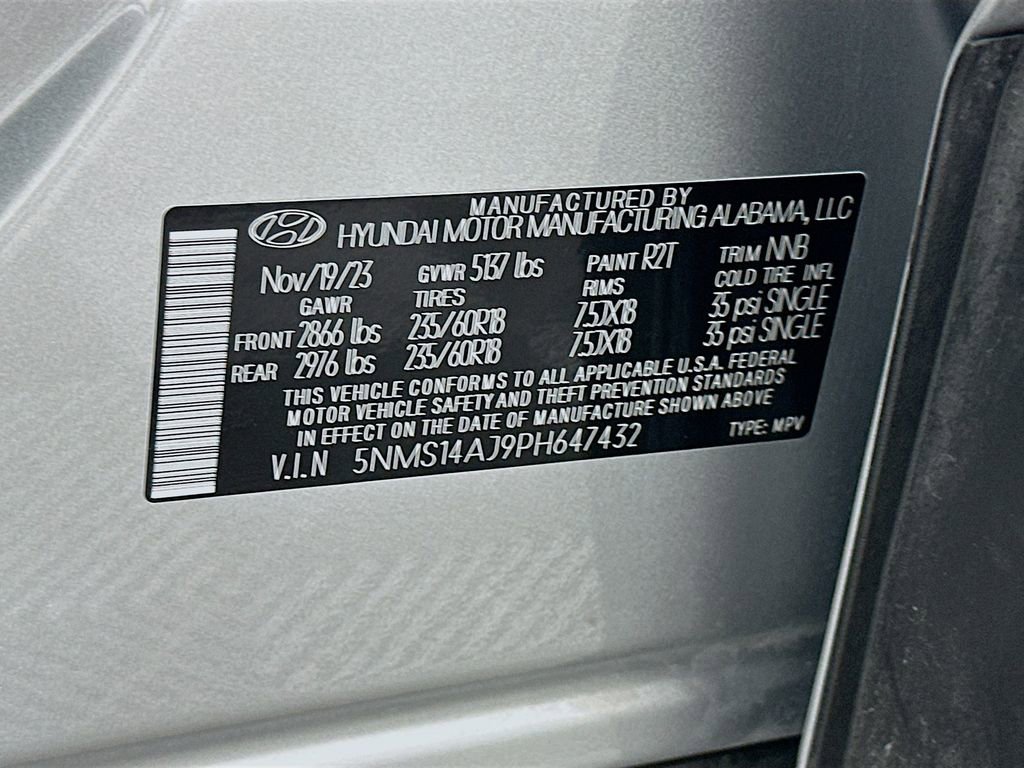 MANUFACTURED BY
HYUNDAI MOTOR MANUFACTURING ALABAMA, LLC
Nov/19/23 GVWR 5137 lbs PAINT R2T TRIM NNB
GAWR TIRES RIMS COLD TIRE INFL
FRONT 2866 lbs 235/60R18 7.5JX18 35 psi SINGLE
REAR 2976 lbs 235/60R18 7.5JX18 35 psi SINGLE
THIS VEHICLE CONFORMS TO ALL APPLICABLE U.S.A. FEDERAL
MOTOR VEHICLE SAFETY AND THEFT PREVENTION STANDARDS
IN EFFECT ON THE DATE OF MANUFACTURE SHOWN ABOVE
V.I.N 5NMS14AJ9PH647432 TYPE: MPV